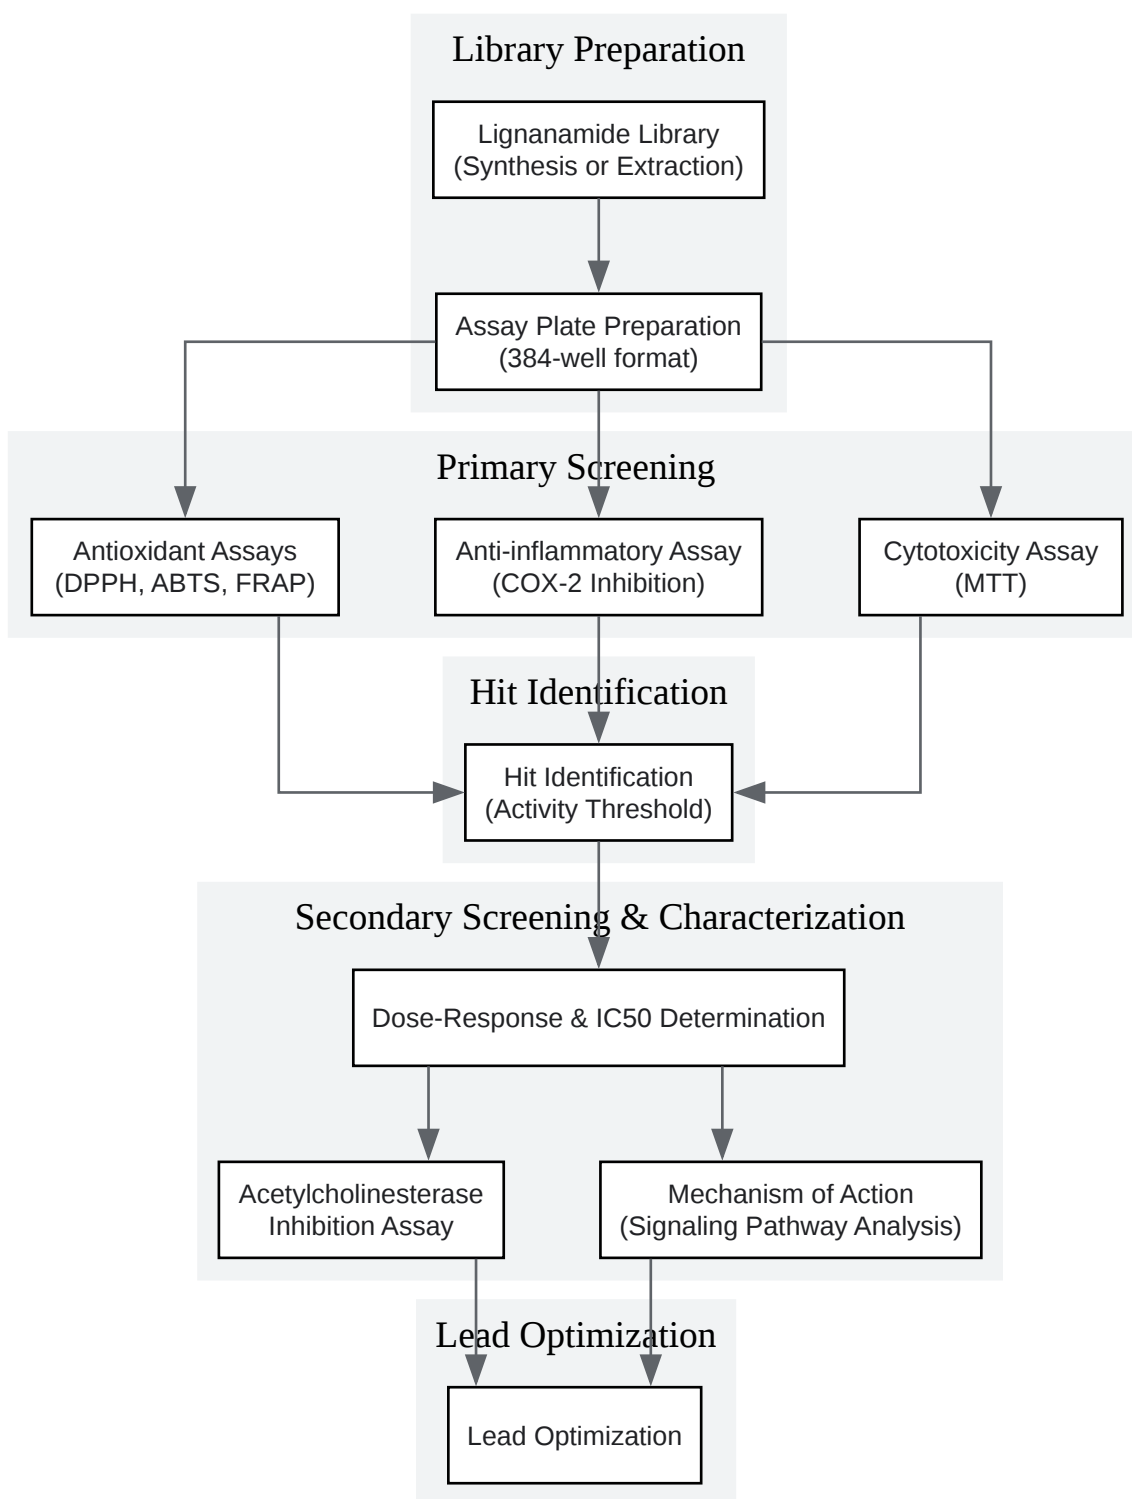 Library Preparation
Lignanamide Library
(Synthesis or Extraction)
Assay Plate Preparation
(384-well format)
Primary Screening
Antioxidant Assays
(DPPH, ABTS, FRAP)
Anti-inflammatory Assay
(COX-2 Inhibition)
Cytotoxicity Assay
(MTT)
Hit Identification
Hit Identification
(Activity Threshold)
Secondary Screening & Characterization
Dose-Response & IC50 Determination
Acetylcholinesterase
Inhibition Assay
Mechanism of Action
(Signaling Pathway Analysis)
Lead Optimization
Lead Optimization